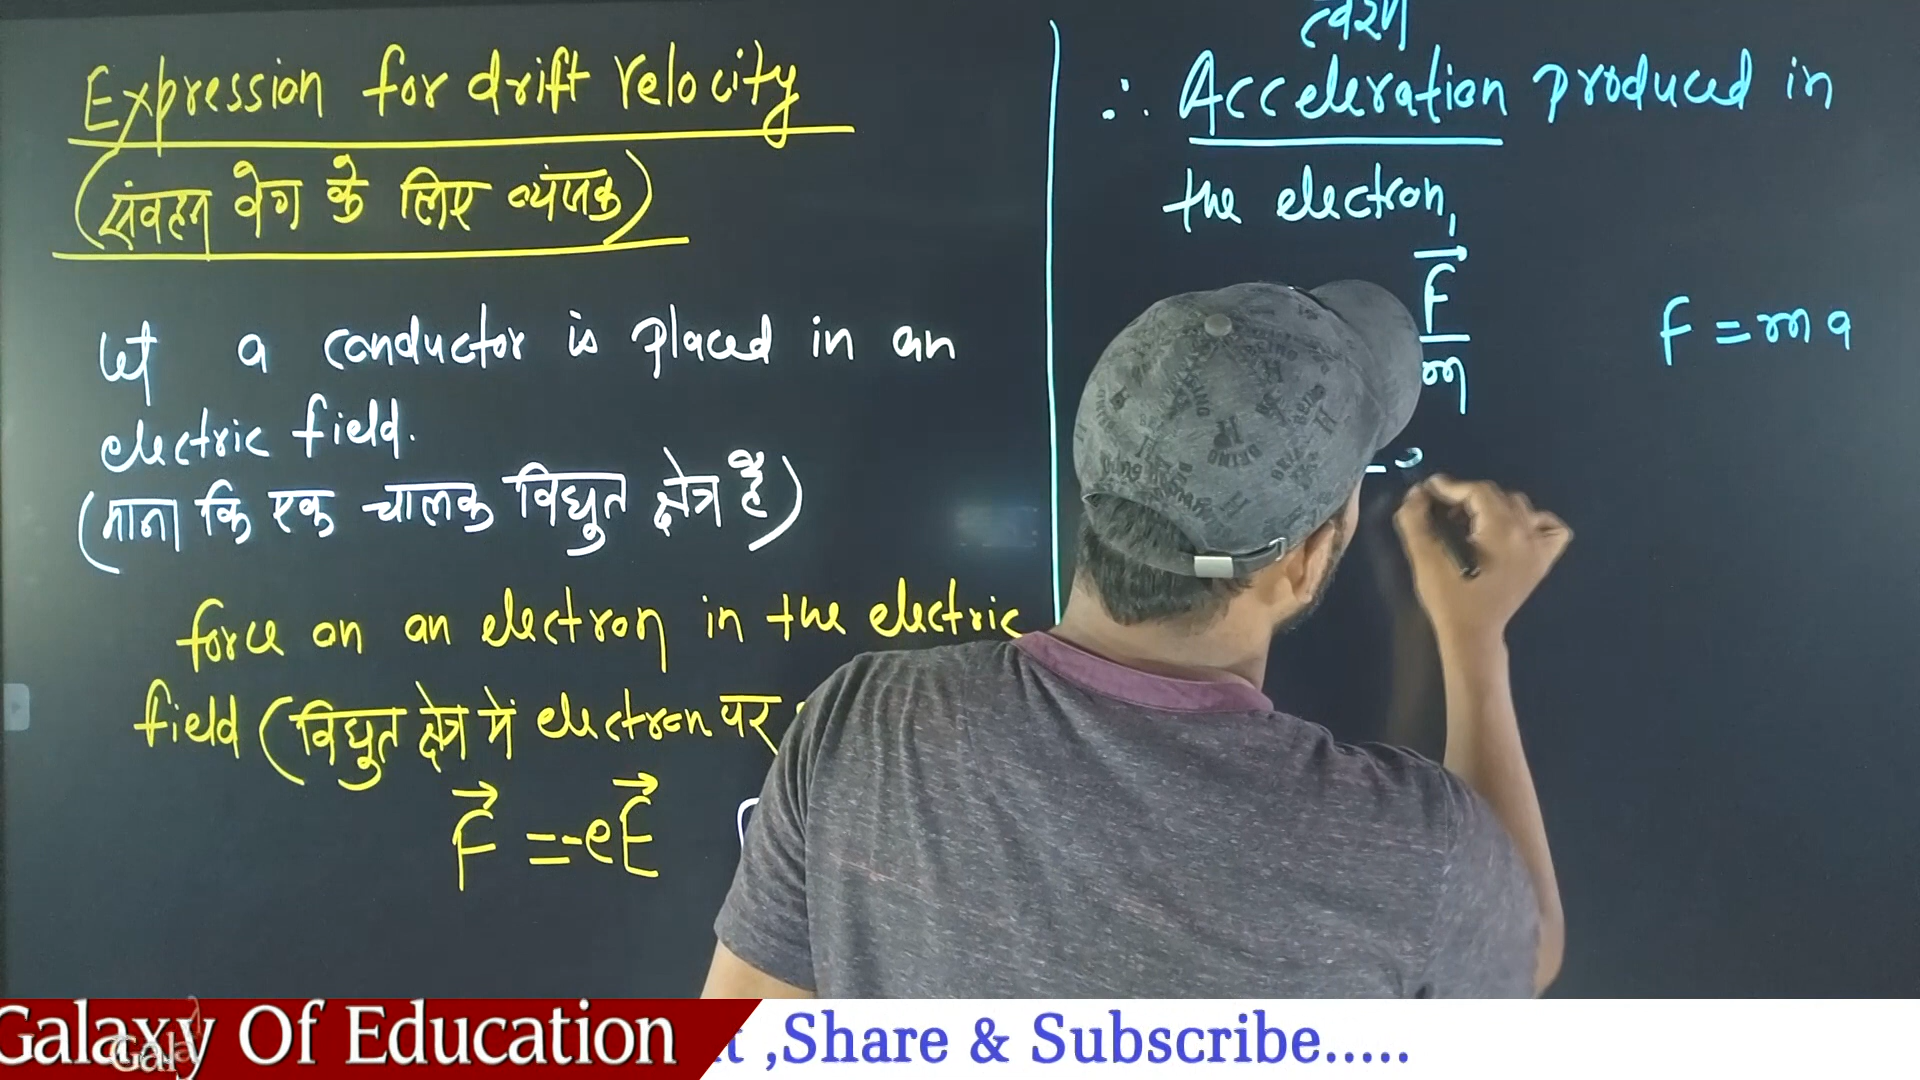 Expression for drift velocity
(संवहन वेग के लिए व्यंजक)
let a conductor is placed in an
electric field.
(माना कि एक चालक विद्युत क्षेत्र में है)
force on an electron in the electric
field (विद्युत क्षेत्र में electron पर
F⃗ = -eE⃗
त्वरण
∴ Acceleration produced in
the electron,
F⃗
m
F = ma
Galaxy Of Education
Gala
t ,Share & Subscribe.....